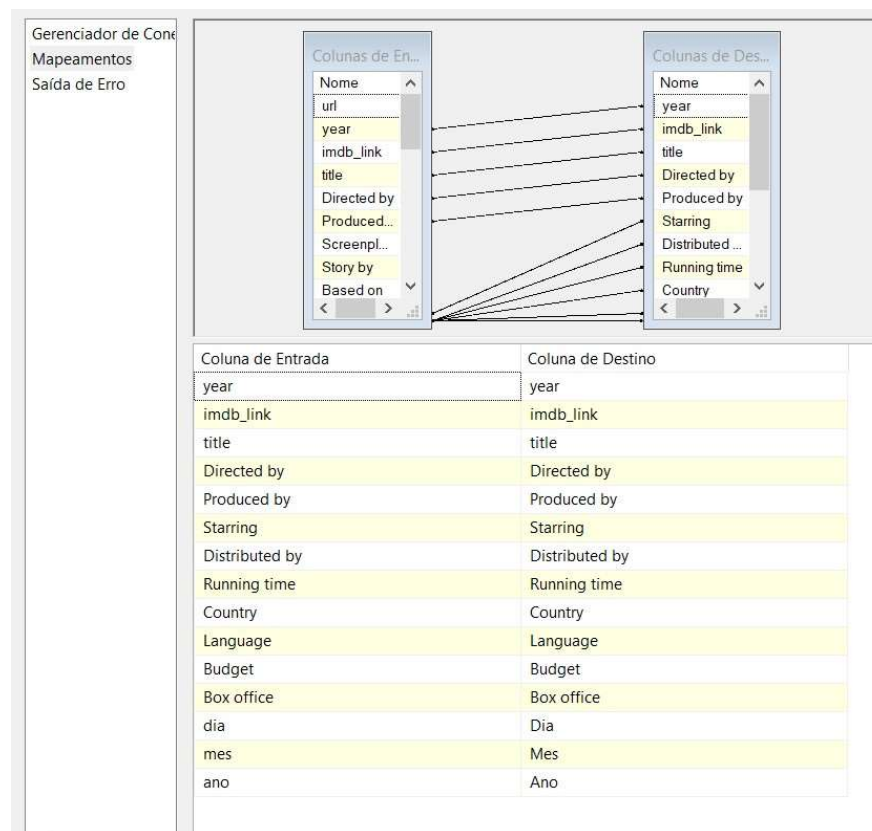 Gerenciador de Cone
Mapeamentos
Saída de Erro
Colunas de En...
Nome
url
year
imdb_link
title
Directed by
Produced...
Screenpl...
Story by
Based on
Colunas de Des...
Nome
year
imdb_link
title
Directed by
Produced by
Starring
Distributed ...
Running time
Country
Coluna de Entrada Coluna de Destino
year year
imdb_link imdb_link
title title
Directed by Directed by
Produced by Produced by
Starring Starring
Distributed by Distributed by
Running time Running time
Country Country
Language Language
Budget Budget
Box office Box office
dia Dia
mes Mes
ano Ano